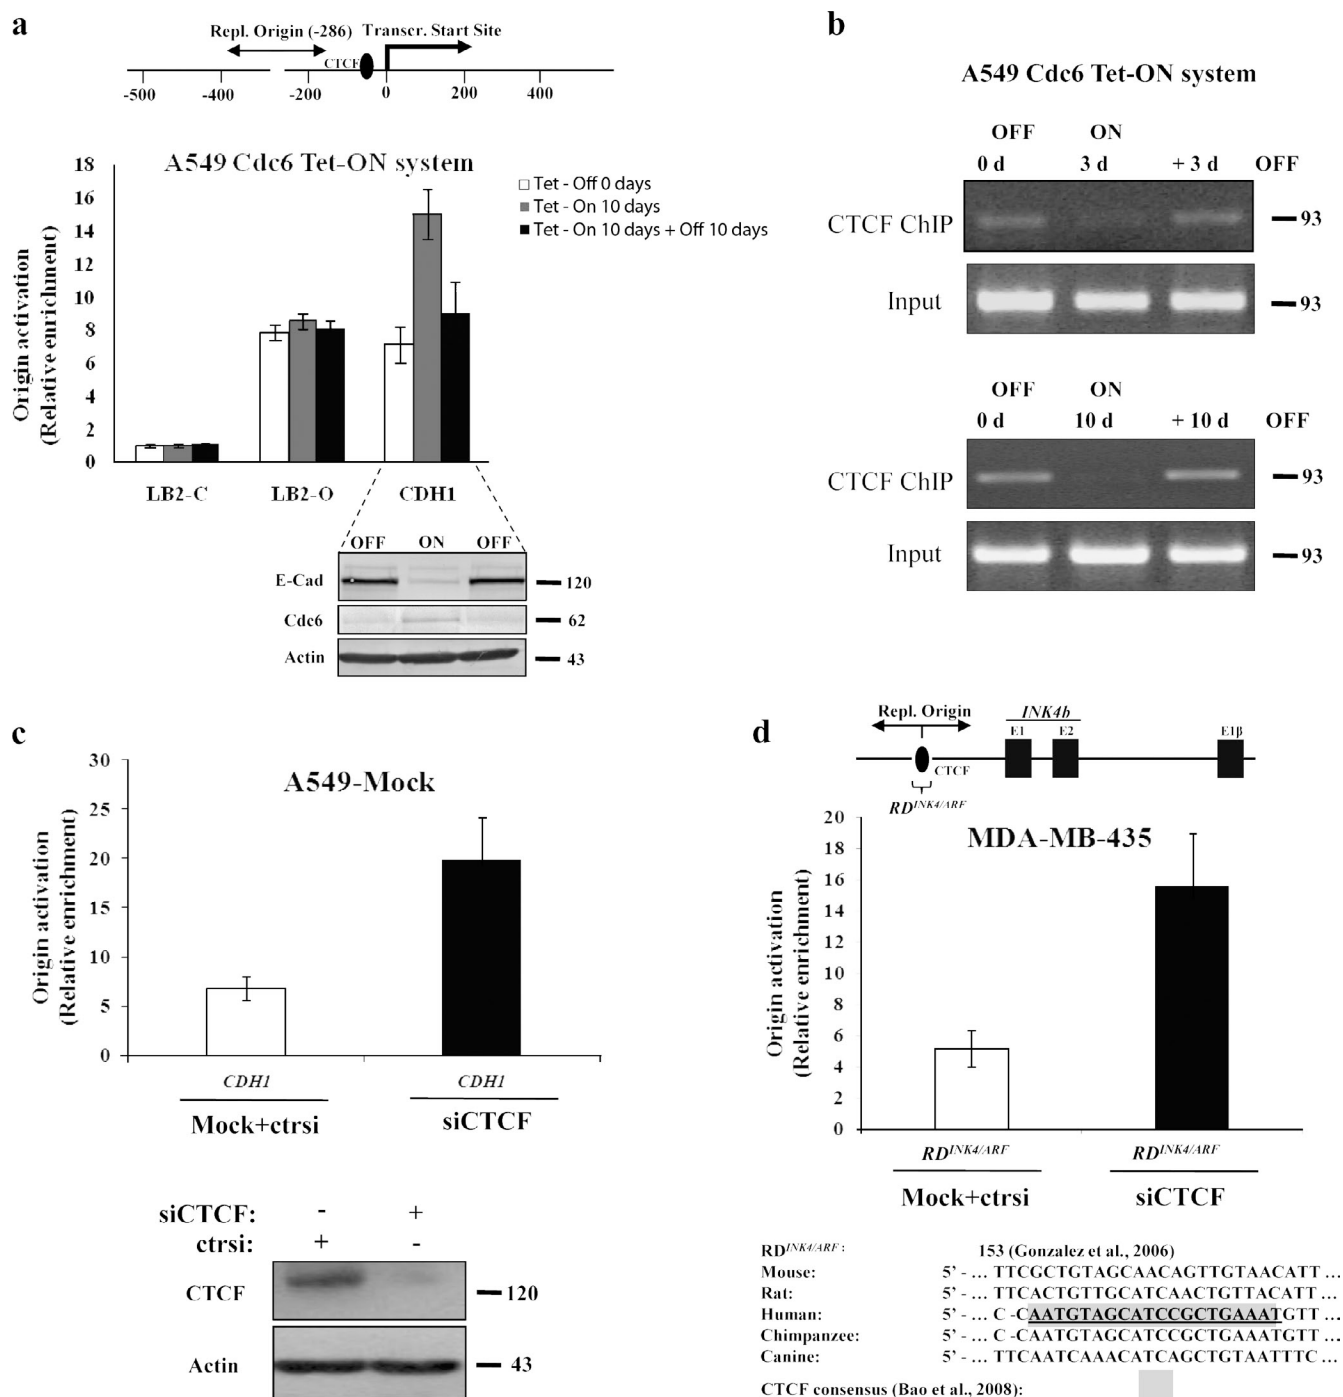 a
Repl. Origin (-286)
Transcr. Start Site
CTCF
-500 -400 -200 0 200 400
A549 Cdc6 Tet-ON system
Origin activation
(Relative enrichment)
18
16
14
12
10
8
6
4
2
0
Tet - Off 0 days
Tet - On 10 days
Tet - On 10 days + Off 10 days
LB2-C LB2-O CDH1
OFF ON OFF
E-Cad 120
Cdc6 62
Actin 43
b
A549 Cdc6 Tet-ON system
OFF ON
0 d 3 d + 3 d OFF
CTCF ChIP 93
Input 93
OFF ON
0 d 10 d + 10 d OFF
CTCF ChIP 93
Input 93
c
A549-Mock
Origin activation
(Relative enrichment)
30
25
20
15
10
5
0
CDH1 CDH1
Mock+ctrsi siCTCF
siCTCF: - +
ctrsi: + -
CTCF 120
Actin 43
d
Repl. Origin
INK4b
E1 E2 E1β
CTCF
RD^INK4/ARF
MDA-MB-435
Origin activation
(Relative enrichment)
20
18
16
14
12
10
8
6
4
2
0
RD^INK4/ARF RD^INK4/ARF
Mock+ctrsi siCTCF
RD^INK4/ARF : 153 (Gonzalez et al., 2006)
Mouse: 5' - ... TTCGCTGTAGCAACAGTTGTAACATT ...
Rat: 5' - ... TTCACTGTTGCATCAACTGTTACATT ...
Human: 5' - ... C -CAATGTAGCATCCGCTGAAATGTT ...
Chimpanzee: 5' - ... C -CAATGTAGCATCCGCTGAAATGTT ...
Canine: 5' - ... TTCAATCAAACATCAGCTGTAATTTC ...
CTCF consensus (Bao et al., 2008):